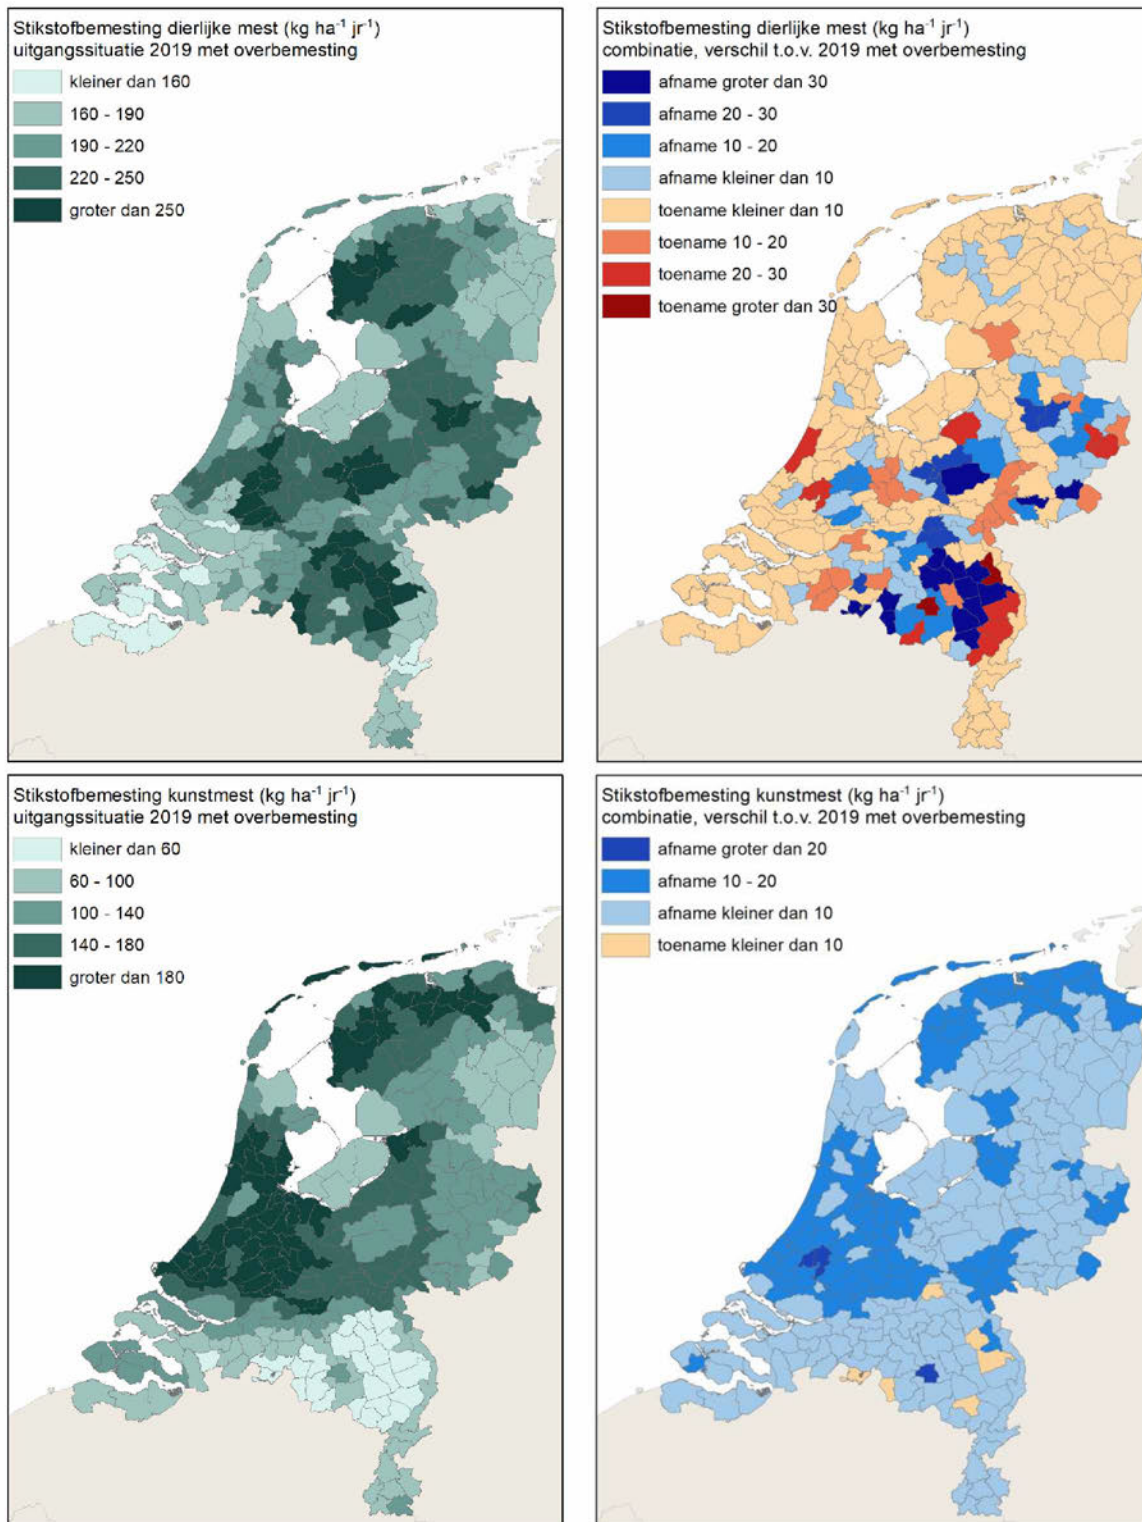 Stikstofbemesting dierlijke mest (kg ha⁻¹ jr⁻¹)
uitgangssituatie 2019 met overbemesting
kleiner dan 160
160 - 190
190 - 220
220 - 250
groter dan 250
Stikstofbemesting dierlijke mest (kg ha⁻¹ jr⁻¹)
combinatie, verschil t.o.v. 2019 met overbemesting
afname groter dan 30
afname 20 - 30
afname 10 - 20
afname kleiner dan 10
toename kleiner dan 10
toename 10 - 20
toename 20 - 30
toename groter dan 30
Stikstofbemesting kunstmest (kg ha⁻¹ jr⁻¹)
uitgangssituatie 2019 met overbemesting
kleiner dan 60
60 - 100
100 - 140
140 - 180
groter dan 180
Stikstofbemesting kunstmest (kg ha⁻¹ jr⁻¹)
combinatie, verschil t.o.v. 2019 met overbemesting
afname groter dan 20
afname 10 - 20
afname kleiner dan 10
toename kleiner dan 10